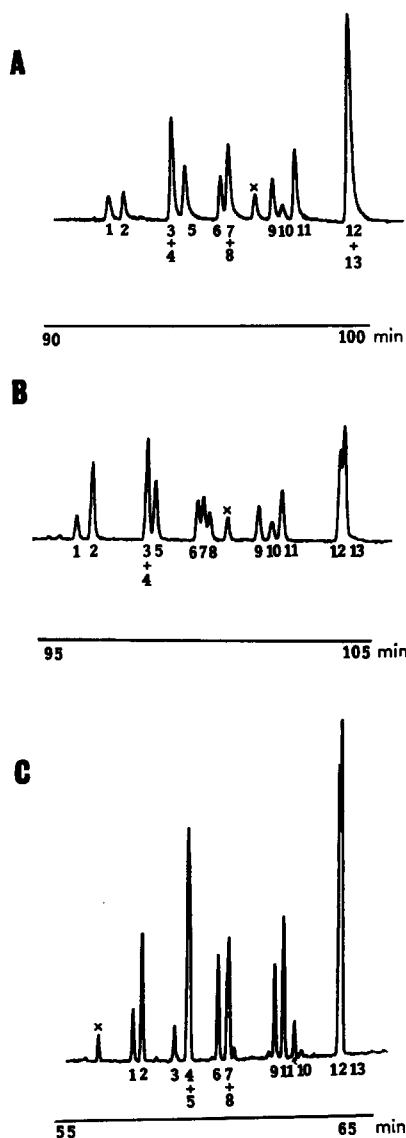 A
x
1 2 3 5 6 7 9 10 11 12
+ + +
4 8 13
90 100 min
B
x
1 2 3 5 6 7 8 9 10 11 12 13
+
4
95 105 min
C
x
1 2 3 4 6 7 9 11 10 12 13
+ +
5 8
55 65 min